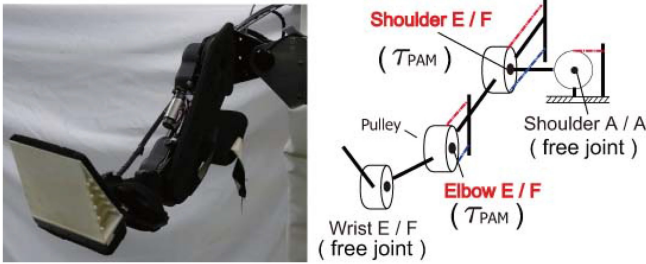 Shoulder E / F
( τPAM )
Pulley
Shoulder A / A
( free joint )
Elbow E / F
( τPAM )
Wrist E / F
( free joint )